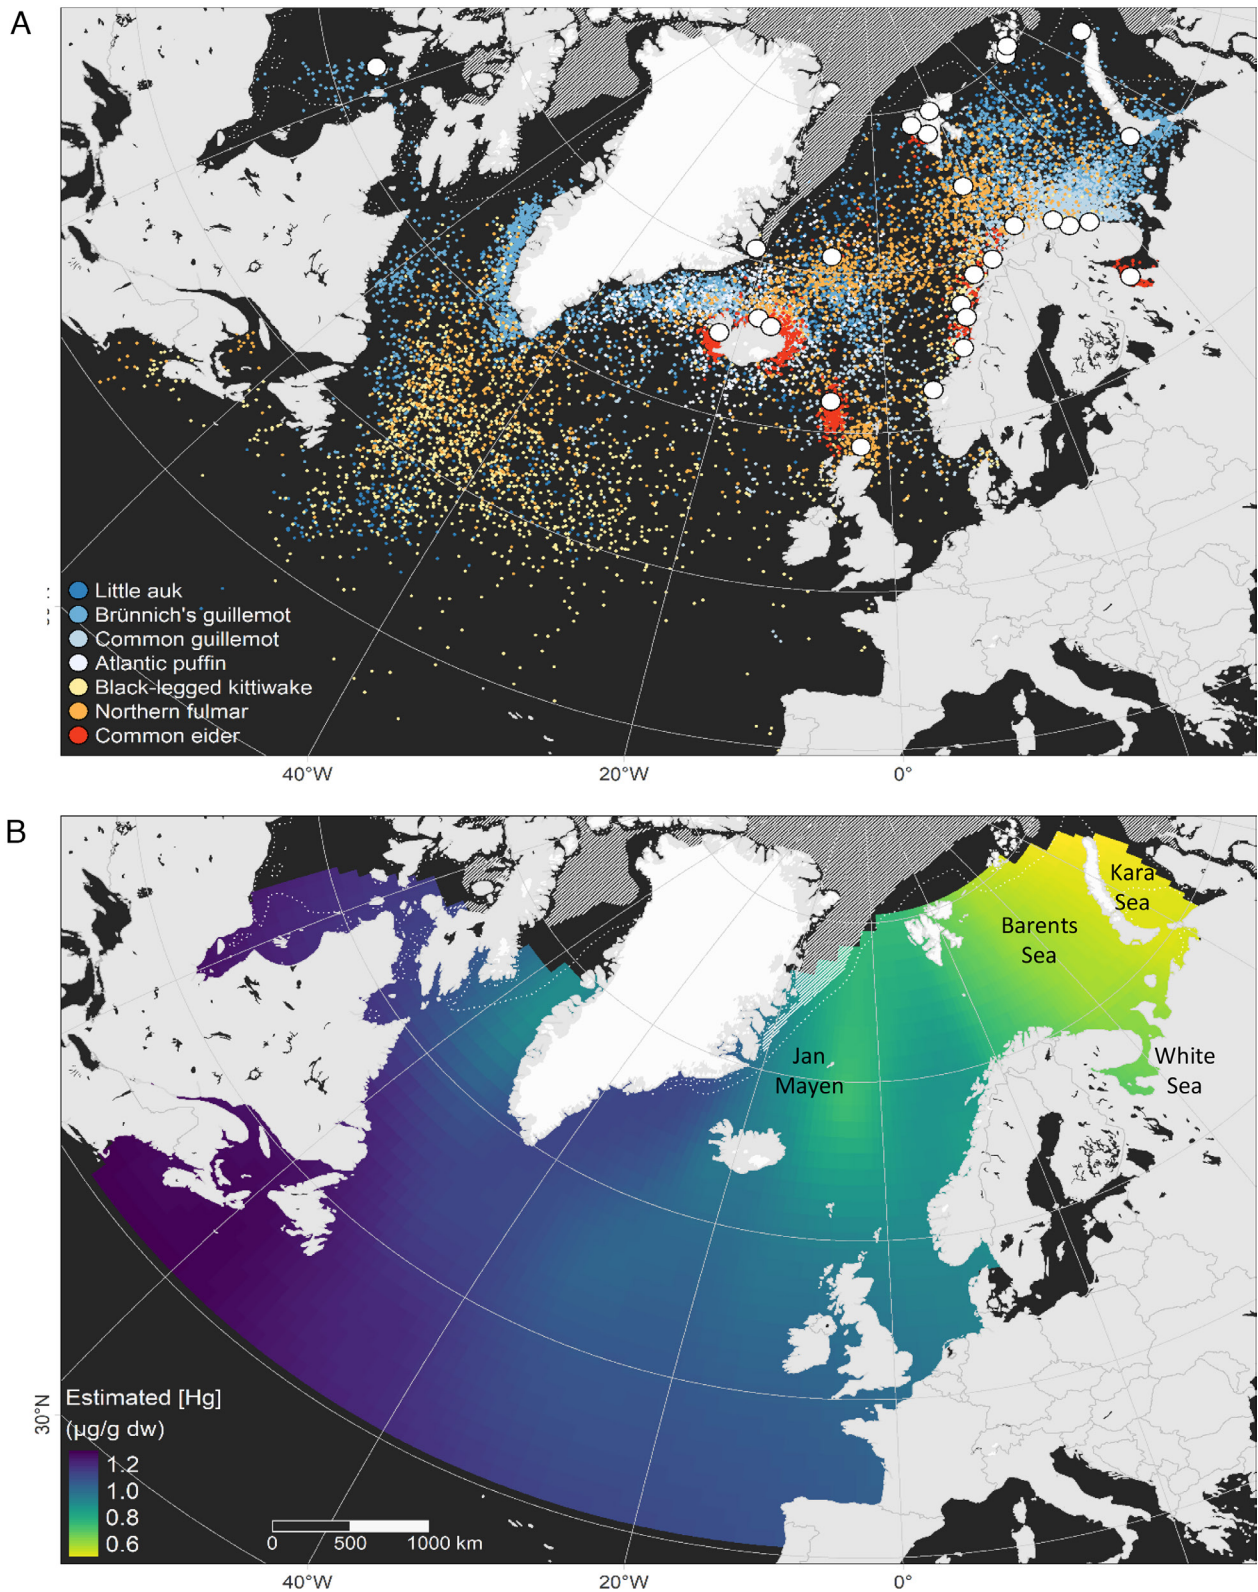 A
Little auk
Brünnich's guillemot
Common guillemot
Atlantic puffin
Black-legged kittiwake
Northern fulmar
Common eider
40°W
20°W
0°
B
Kara
Sea
Barents
Sea
Jan
Mayen
White
Sea
30°N
Estimated [Hg]
(µg/g dw)
1.2
1.0
0.8
0.6
0
500
1000 km
40°W
20°W
0°